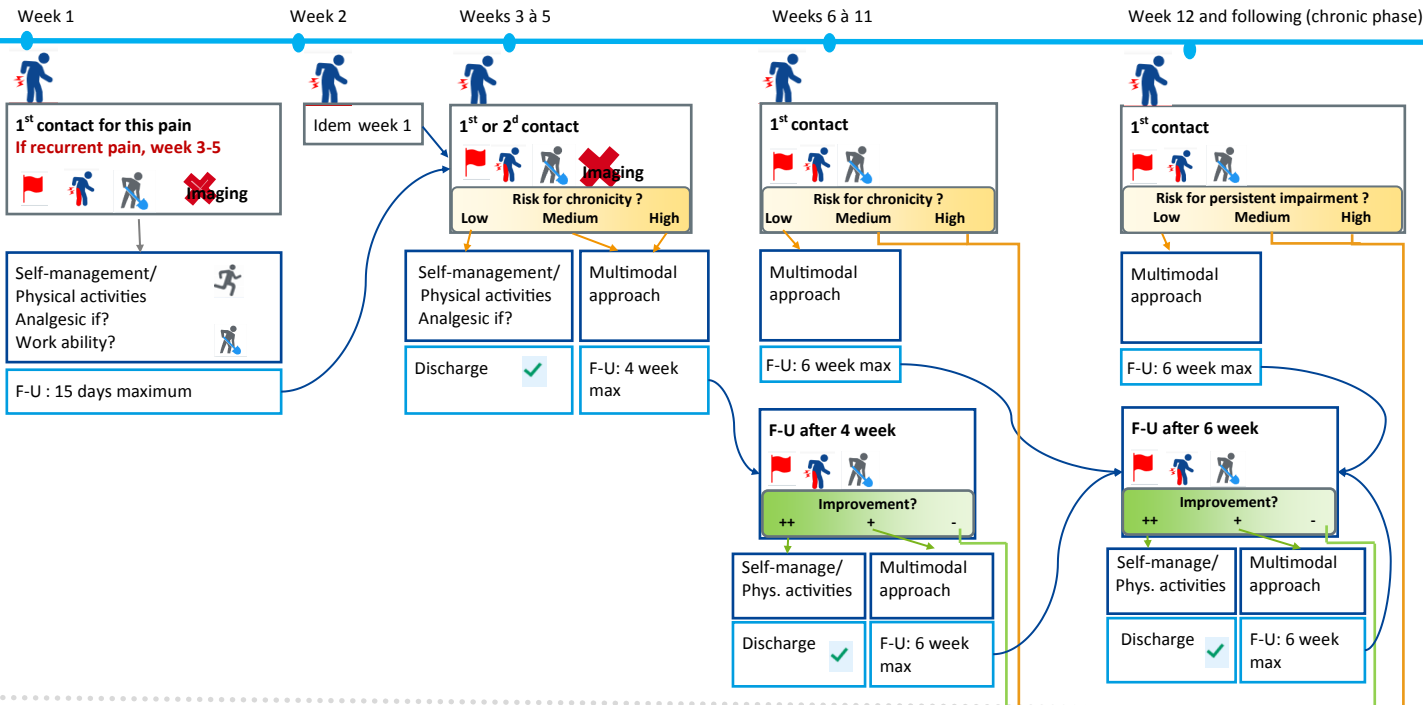 Week 1
Week 2
Weeks 3 à 5
Weeks 6 à 11
Week 12 and following (chronic phase)
1st contact for this pain
If recurrent pain, week 3-5
Imaging
Self-management/
Physical activities
Analgesic if?
Work ability?
F-U : 15 days maximum
Idem week 1
1st or 2d contact
Imaging
Risk for chronicity ?
Low Medium High
Self-management/
Physical activities
Analgesic if?
Discharge
Multimodal
approach
F-U: 4 week
max
1st contact
Risk for chronicity ?
Low Medium High
Multimodal
approach
F-U: 6 week max
F-U after 4 week
Improvement?
++ + -
Self-manage/
Phys. activities
Discharge
Multimodal
approach
F-U: 6 week
max
1st contact
Risk for persistent impairment ?
Low Medium High
Multimodal
approach
F-U: 6 week max
F-U after 6 week
Improvement?
++ + -
Self-manage/
Phys. activities
Discharge
Multimodal
approach
F-U: 6 week
max